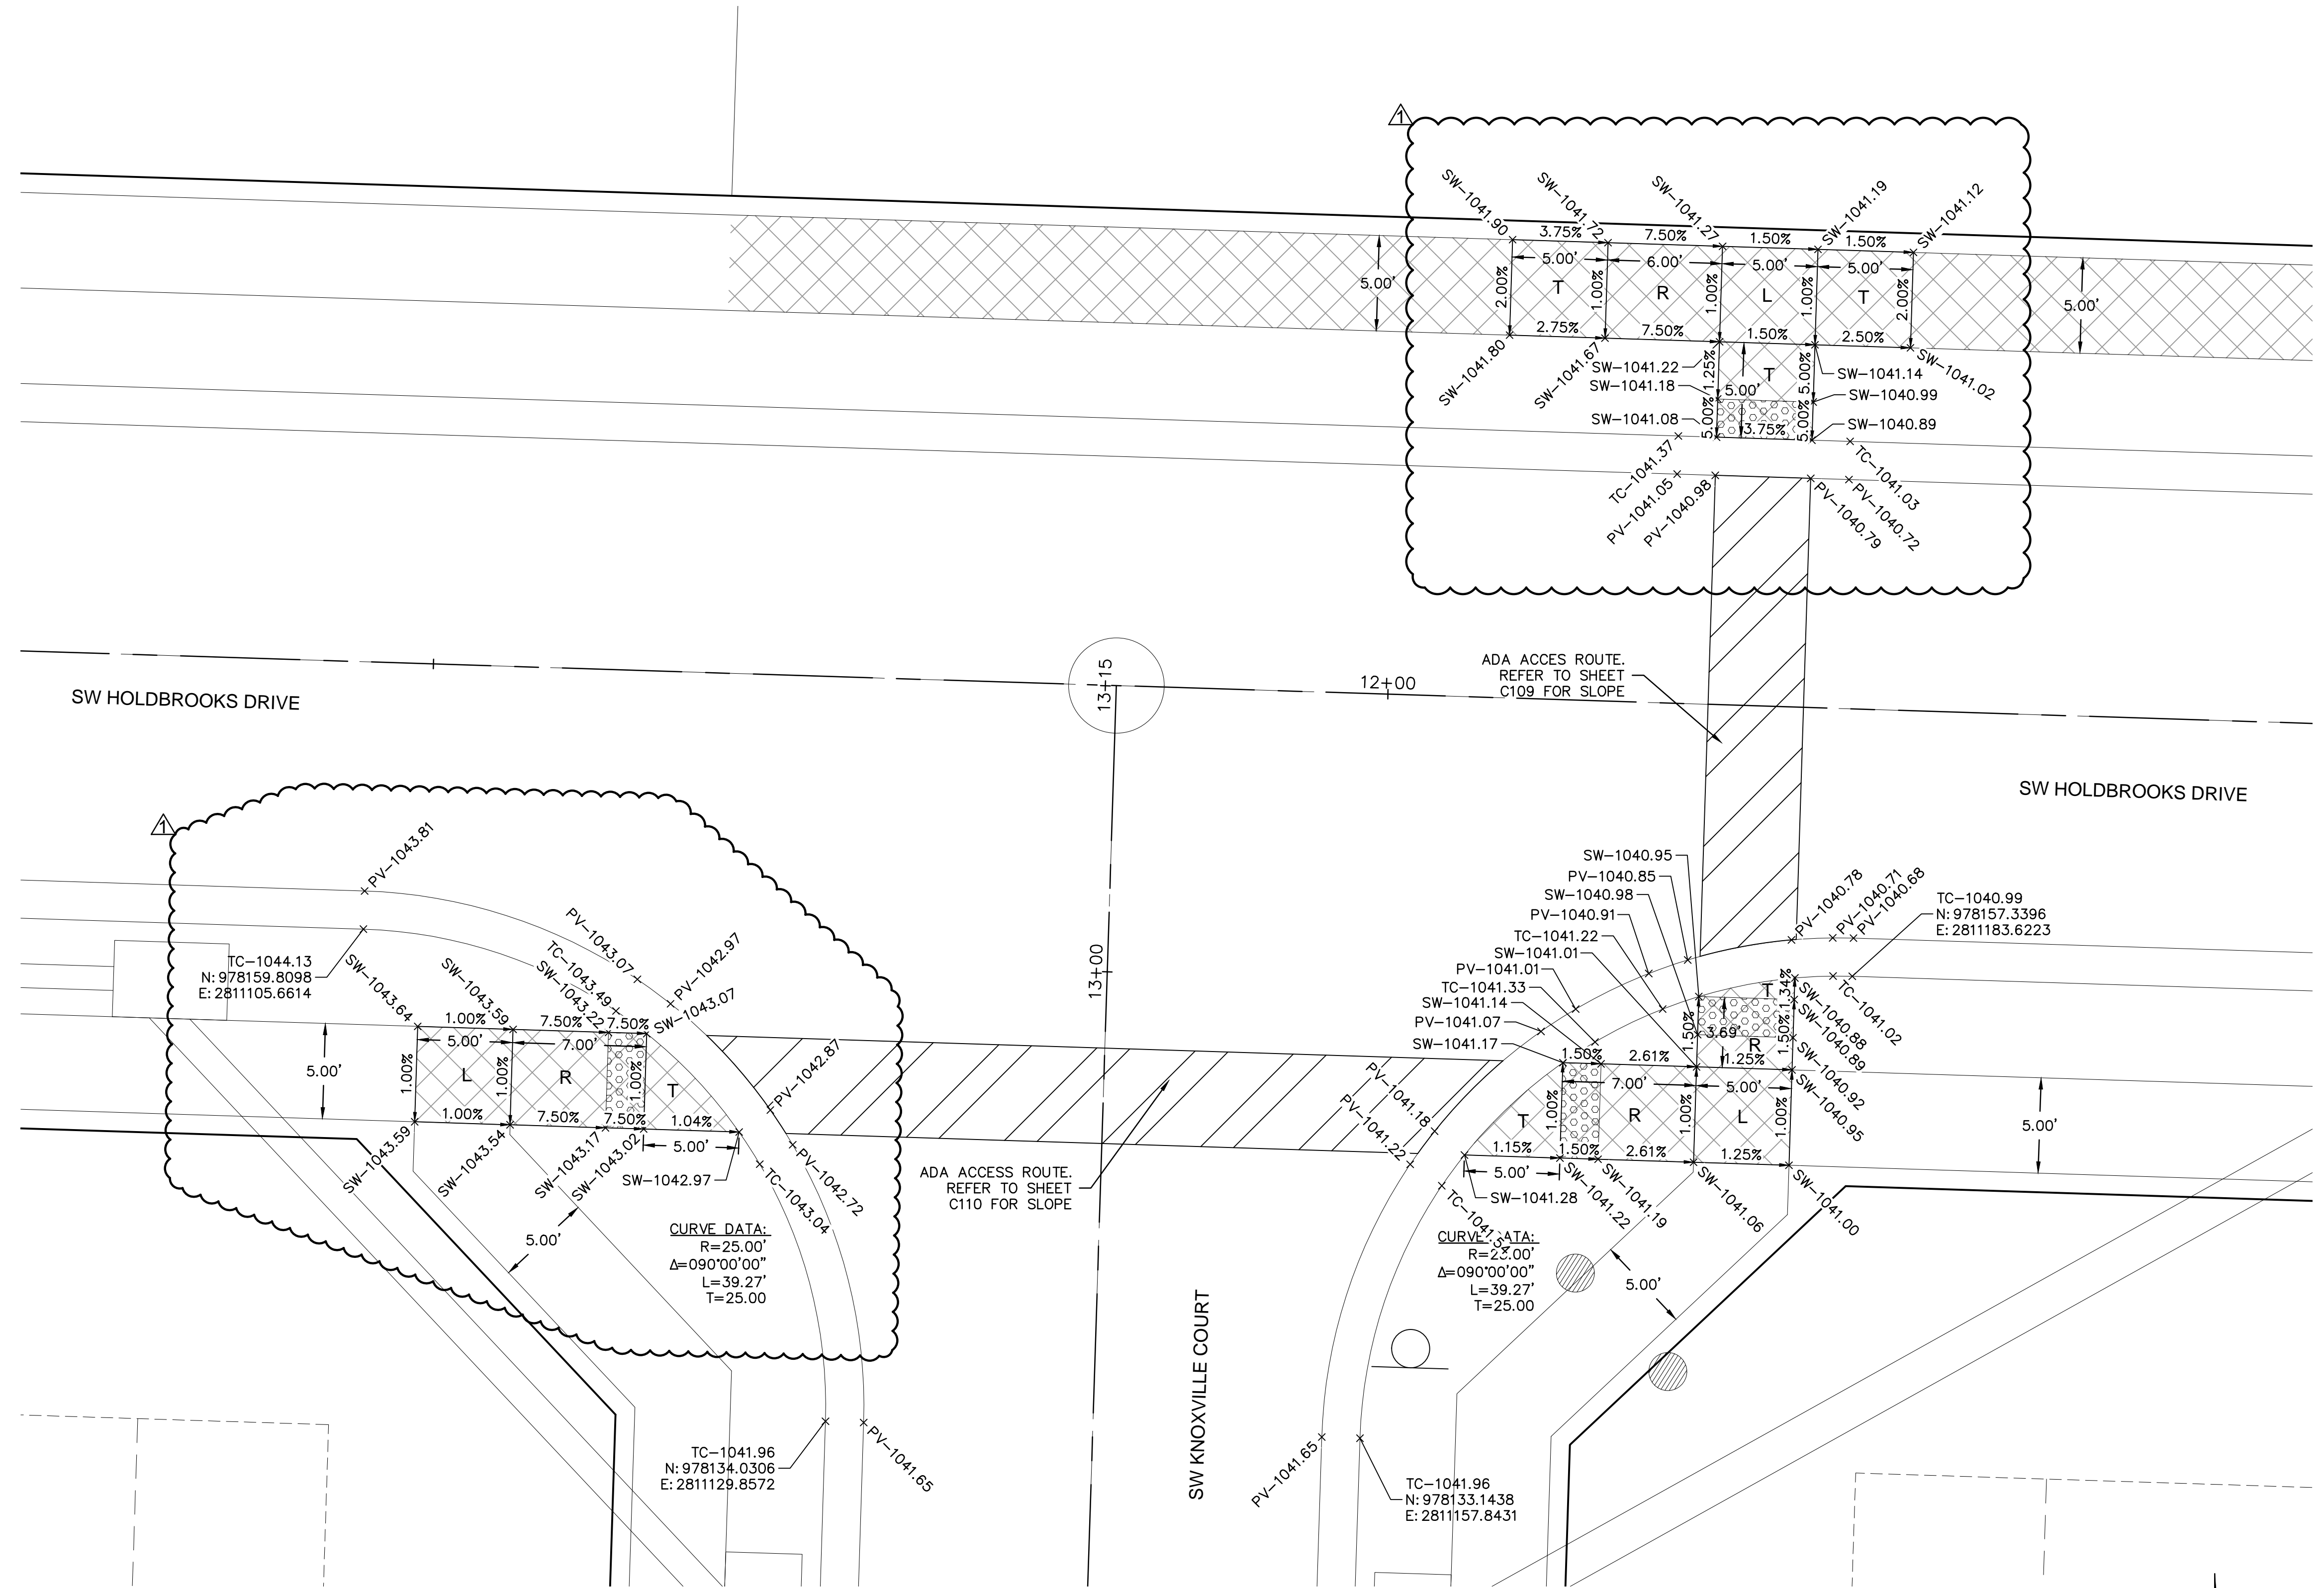 1
SW-1041.90
SW-1041.72
SW-1041.27
SW-1041.19
SW-1041.12
3.75%
7.50%
1.50%
1.50%
5.00'
6.00'
5.00'
5.00'
5.00'
2.00%
T
1.00%
R
1.00%
L
1.00%
T
2.00%
5.00'
2.75%
7.50%
1.50%
2.50%
SW-1041.80
SW-1041.67
SW-1041.22
SW-1041.18
SW-1041.08
1.25%
5.00'
T
5.00%
SW-1041.14
SW-1040.99
SW-1041.02
5.00%
3.75%
5.00%
SW-1040.89
TC-1041.37
PV-1041.05
PV-1040.98
TC-1041.03
PV-1040.72
PV-1040.79
ADA ACCES ROUTE.
REFER TO SHEET
C109 FOR SLOPE
SW HOLDBROOKS DRIVE
13+15
12+00
SW HOLDBROOKS DRIVE
1
PV-1043.81
PV-1043.07
PV-1042.97
TC-1043.49
SW-1043.22
SW-1043.07
TC-1044.13
N: 978159.8098
E: 2811105.6614
SW-1043.64
SW-1043.59
1.00%
7.50%
7.50%
5.00'
7.00'
5.00'
1.00%
L
1.00%
R
1.00%
T
PV-1042.87
1.00%
7.50%
7.50%
1.04%
5.00'
SW-1043.59
SW-1043.54
SW-1043.17
SW-1043.02
SW-1042.97
PV-1042.72
TC-1043.04
5.00'
CURVE DATA:
R=25.00'
Δ=090°00'00"
L=39.27'
T=25.00
TC-1041.96
N: 978134.0306
E: 2811129.8572
PV-1041.65
ADA ACCESS ROUTE.
REFER TO SHEET
C110 FOR SLOPE
13+00
SW KNOXVILLE COURT
SW-1040.95
PV-1040.85
SW-1040.98
PV-1040.91
TC-1041.22
SW-1041.01
PV-1041.01
TC-1041.33
SW-1041.14
PV-1041.07
SW-1041.17
PV-1041.18
PV-1041.22
PV-1040.78
PV-1040.71
PV-1040.68
TC-1040.99
N: 978157.3396
E: 2811183.6223
TC-1041.02
T
1.34%
SW-1040.88
SW-1040.89
SW-1040.92
SW-1040.95
1.50%
3.69'
1.50%
R
1.50%
2.61%
1.25%
7.00'
5.00'
T
1.00%
R
1.00%
L
1.00%
5.00'
1.15%
1.50%
2.61%
1.25%
5.00'
SW-1041.28
SW-1041.22
SW-1041.19
SW-1041.06
SW-1041.00
CURVE DATA:
Δ=090°00'00"
L=39.27'
T=25.00
5.00'
PV-1041.65
TC-1041.96
N: 978133.1438
E: 2811157.8431